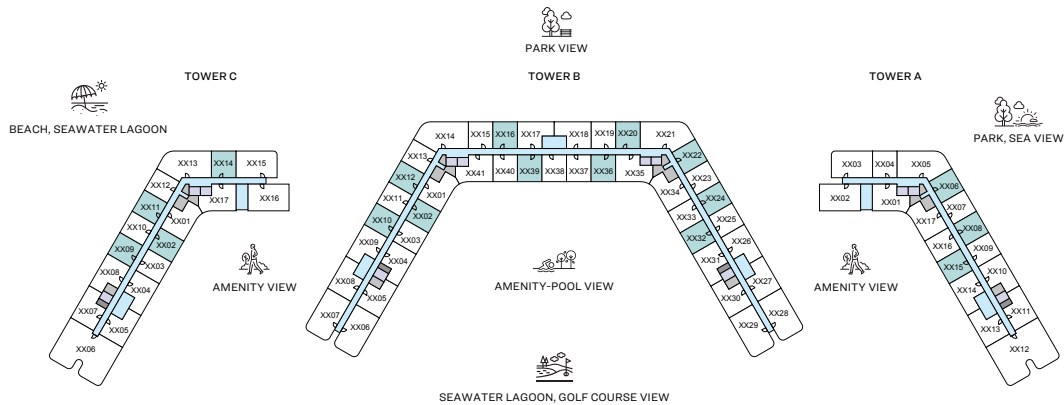 PARK VIEW
TOWER C
TOWER B
TOWER A
BEACH, SEAWATER LAGOON
PARK, SEA VIEW
XX13
XX14
XX15
XX12
XX11
XX10
XX09
XX08
XX07
XX06
XX05
XX04
XX03
XX02
XX01
XX17
XX16
AMENITY VIEW
XX14
XX15
XX16
XX17
XX18
XX19
XX20
XX21
XX13
XX12
XX11
XX10
XX09
XX08
XX07
XX06
XX05
XX04
XX03
XX02
XX01
XX41
XX40
XX39
XX38
XX37
XX36
XX35
XX34
XX33
XX32
XX31
XX30
XX29
XX22
XX23
XX24
XX25
XX26
XX27
XX28
AMENITY-POOL VIEW
XX03
XX04
XX05
XX02
XX01
XX17
XX16
XX15
XX14
XX13
XX06
XX07
XX08
XX09
XX10
XX11
XX12
AMENITY VIEW
SEAWATER LAGOON, GOLF COURSE VIEW